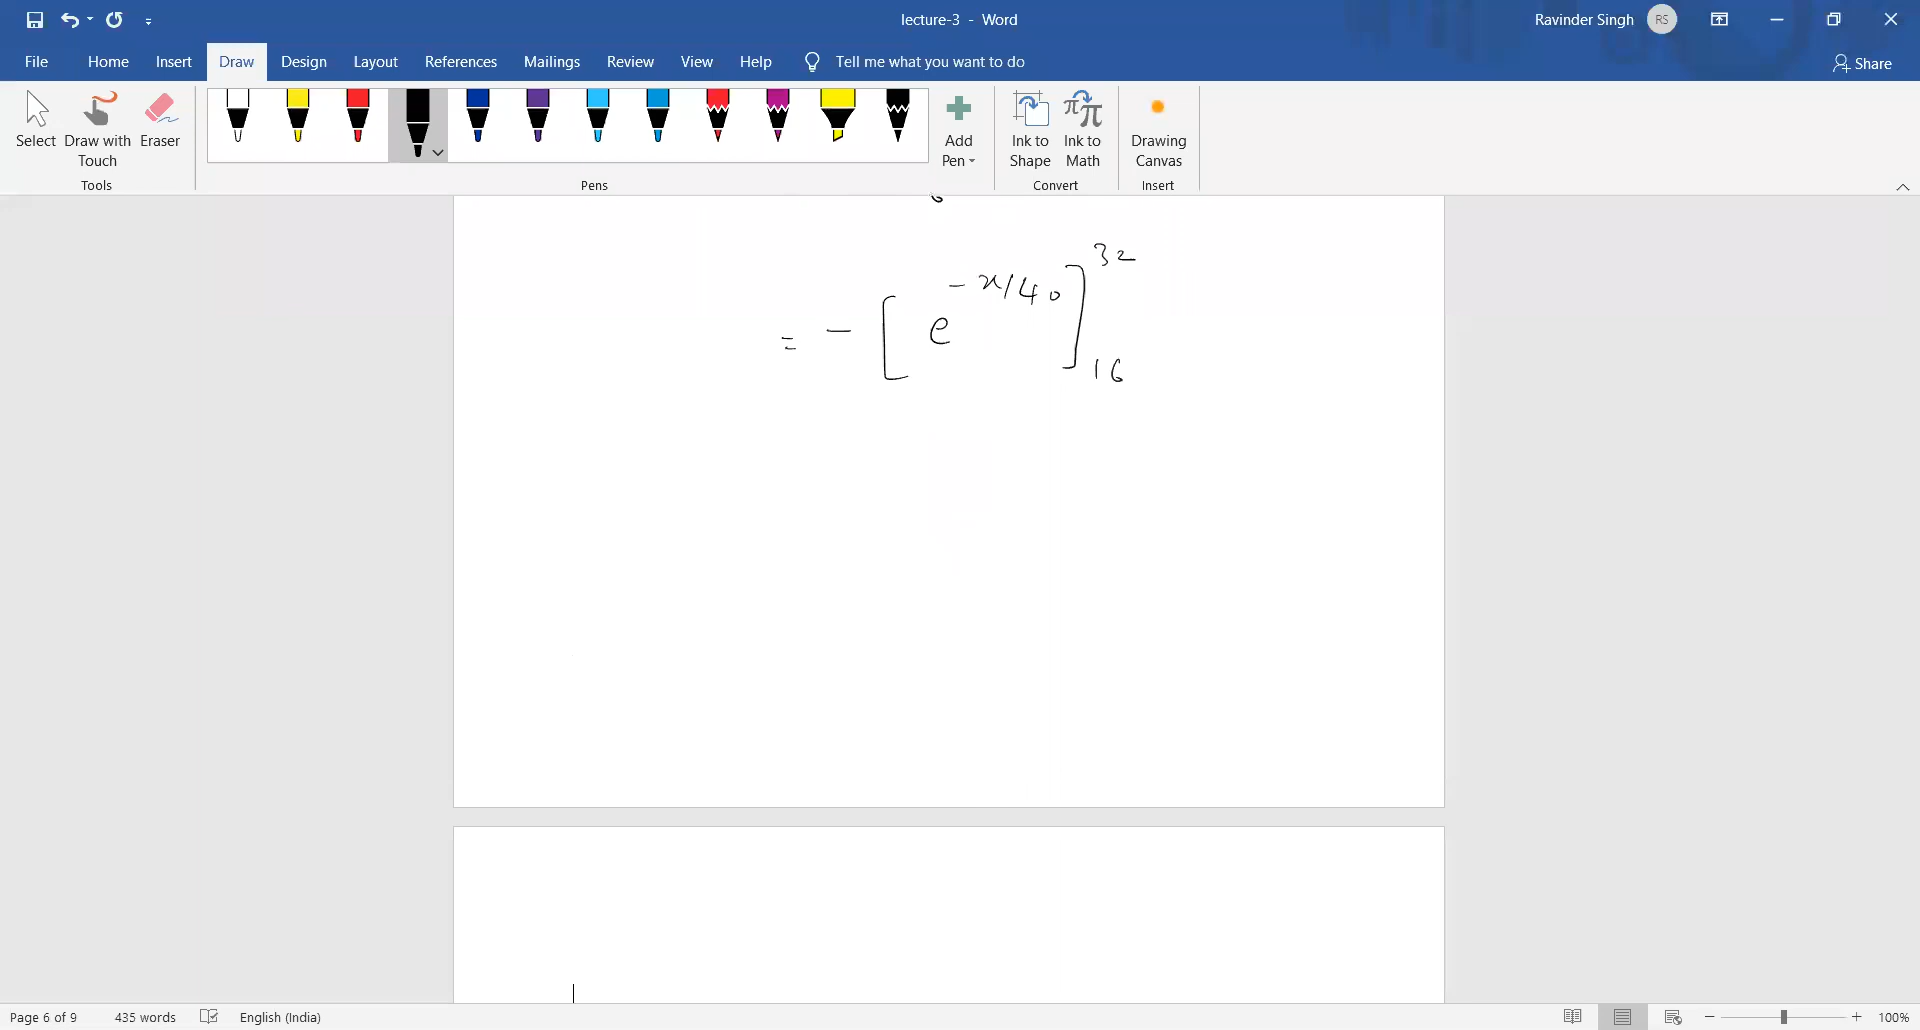 lecture-3 - Word
Ravinder Singh RS
File Home Insert Draw Design Layout References Mailings Review View Help Tell me what you want to do Share
Select Draw with Touch Eraser Add Pen Ink to Shape Ink to Math Drawing Canvas
Tools Pens Convert Insert
= - [ e^{-x/40} ]_{16}^{32}
Page 6 of 9 435 words English (India) 100%